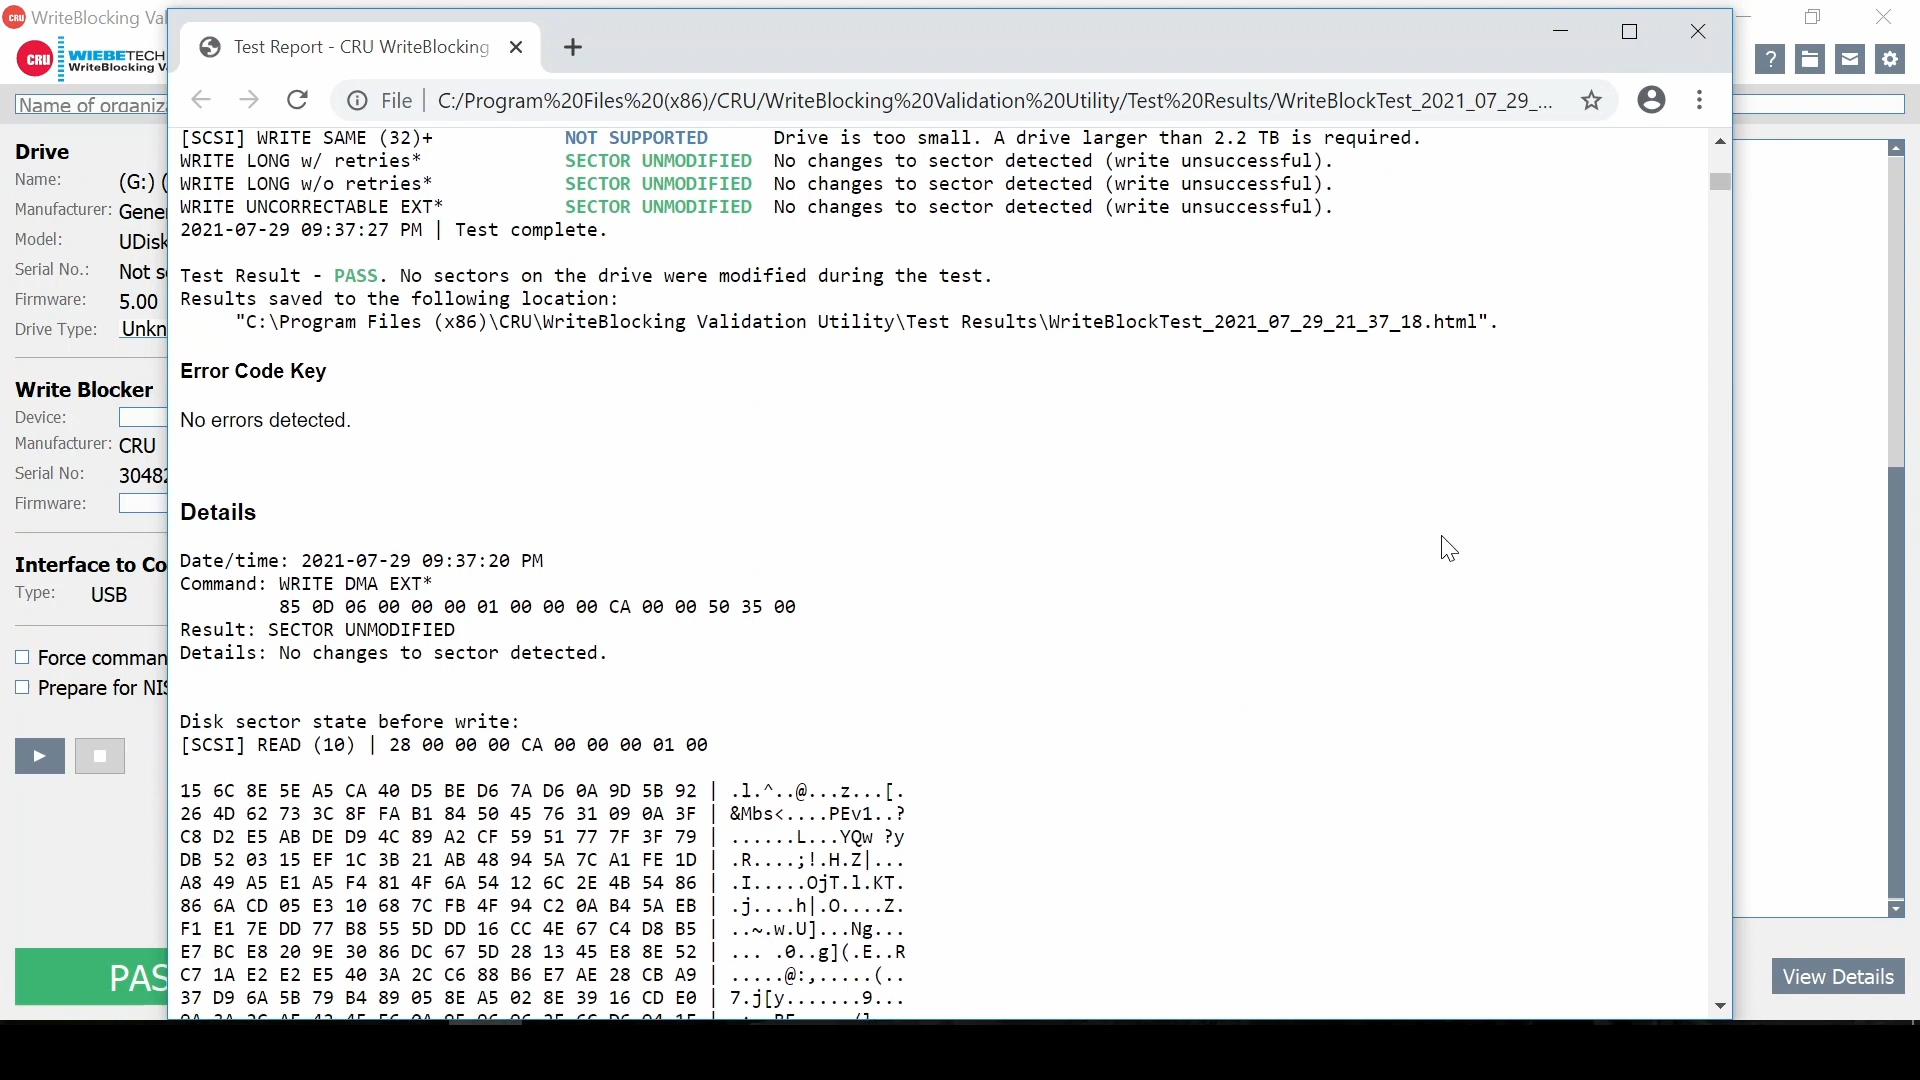 WriteBlocking Val
CRU WIEBETECH
WriteBlocking Va
Name of organiza
Test Report - CRU WriteBlocking
File | C:/Program%20Files%20(x86)/CRU/WriteBlocking%20Validation%20Utility/Test%20Results/WriteBlockTest_2021_07_29_...
Drive
Name: (G:) (
Manufacturer: Gener
Model: UDisk
Serial No.: Not s
Firmware: 5.00
Drive Type: Unkn
Write Blocker
Device:
Manufacturer: CRU
Serial No: 30482
Firmware:
Interface to Co
Type: USB
Force comman
Prepare for NIS
PAS
[SCSI] WRITE SAME (32)+ NOT SUPPORTED Drive is too small. A drive larger than 2.2 TB is required.
WRITE LONG w/ retries* SECTOR UNMODIFIED No changes to sector detected (write unsuccessful).
WRITE LONG w/o retries* SECTOR UNMODIFIED No changes to sector detected (write unsuccessful).
WRITE UNCORRECTABLE EXT* SECTOR UNMODIFIED No changes to sector detected (write unsuccessful).
2021-07-29 09:37:27 PM | Test complete.
Test Result - PASS. No sectors on the drive were modified during the test.
Results saved to the following location:
"C:\Program Files (x86)\CRU\WriteBlocking Validation Utility\Test Results\WriteBlockTest_2021_07_29_21_37_18.html".
Error Code Key
No errors detected.
Details
Date/time: 2021-07-29 09:37:20 PM
Command: WRITE DMA EXT*
85 0D 06 00 00 00 01 00 00 00 CA 00 00 50 35 00
Result: SECTOR UNMODIFIED
Details: No changes to sector detected.
Disk sector state before write:
[SCSI] READ (10) | 28 00 00 00 CA 00 00 00 01 00
15 6C 8E 5E A5 CA 40 D5 BE D6 7A D6 0A 9D 5B 92 | .l.^..@...z...[.
26 4D 62 73 3C 8F FA B1 84 50 45 76 31 09 0A 3F | &Mbs<....PEv1..?
C8 D2 E5 AB DE D9 4C 89 A2 CF 59 51 77 7F 3F 79 | ......L...YQw ?y
DB 52 03 15 EF 1C 3B 21 AB 48 94 5A 7C A1 FE 1D | .R....;!.H.Z|...
A8 49 A5 E1 A5 F4 81 4F 6A 54 12 6C 2E 4B 54 86 | .I.....OjT.l.KT.
86 6A CD 05 E3 10 68 7C FB 4F 94 C2 0A B4 5A EB | .j....h|.O....Z.
F1 E1 7E DD 77 B8 55 5D DD 16 CC 4E 67 C4 D8 B5 | ..~.w.U]...Ng...
E7 BC E8 20 9E 30 86 DC 67 5D 28 13 45 E8 8E 52 | ... .0..g](.E..R
C7 1A E2 E2 E5 40 3A 2C C6 88 B6 E7 AE 28 CB A9 | .....@:,.....(..
37 D9 6A 5B 79 B4 89 05 8E A5 02 8E 39 16 CD E0 | 7.j[y.......9...
View Details